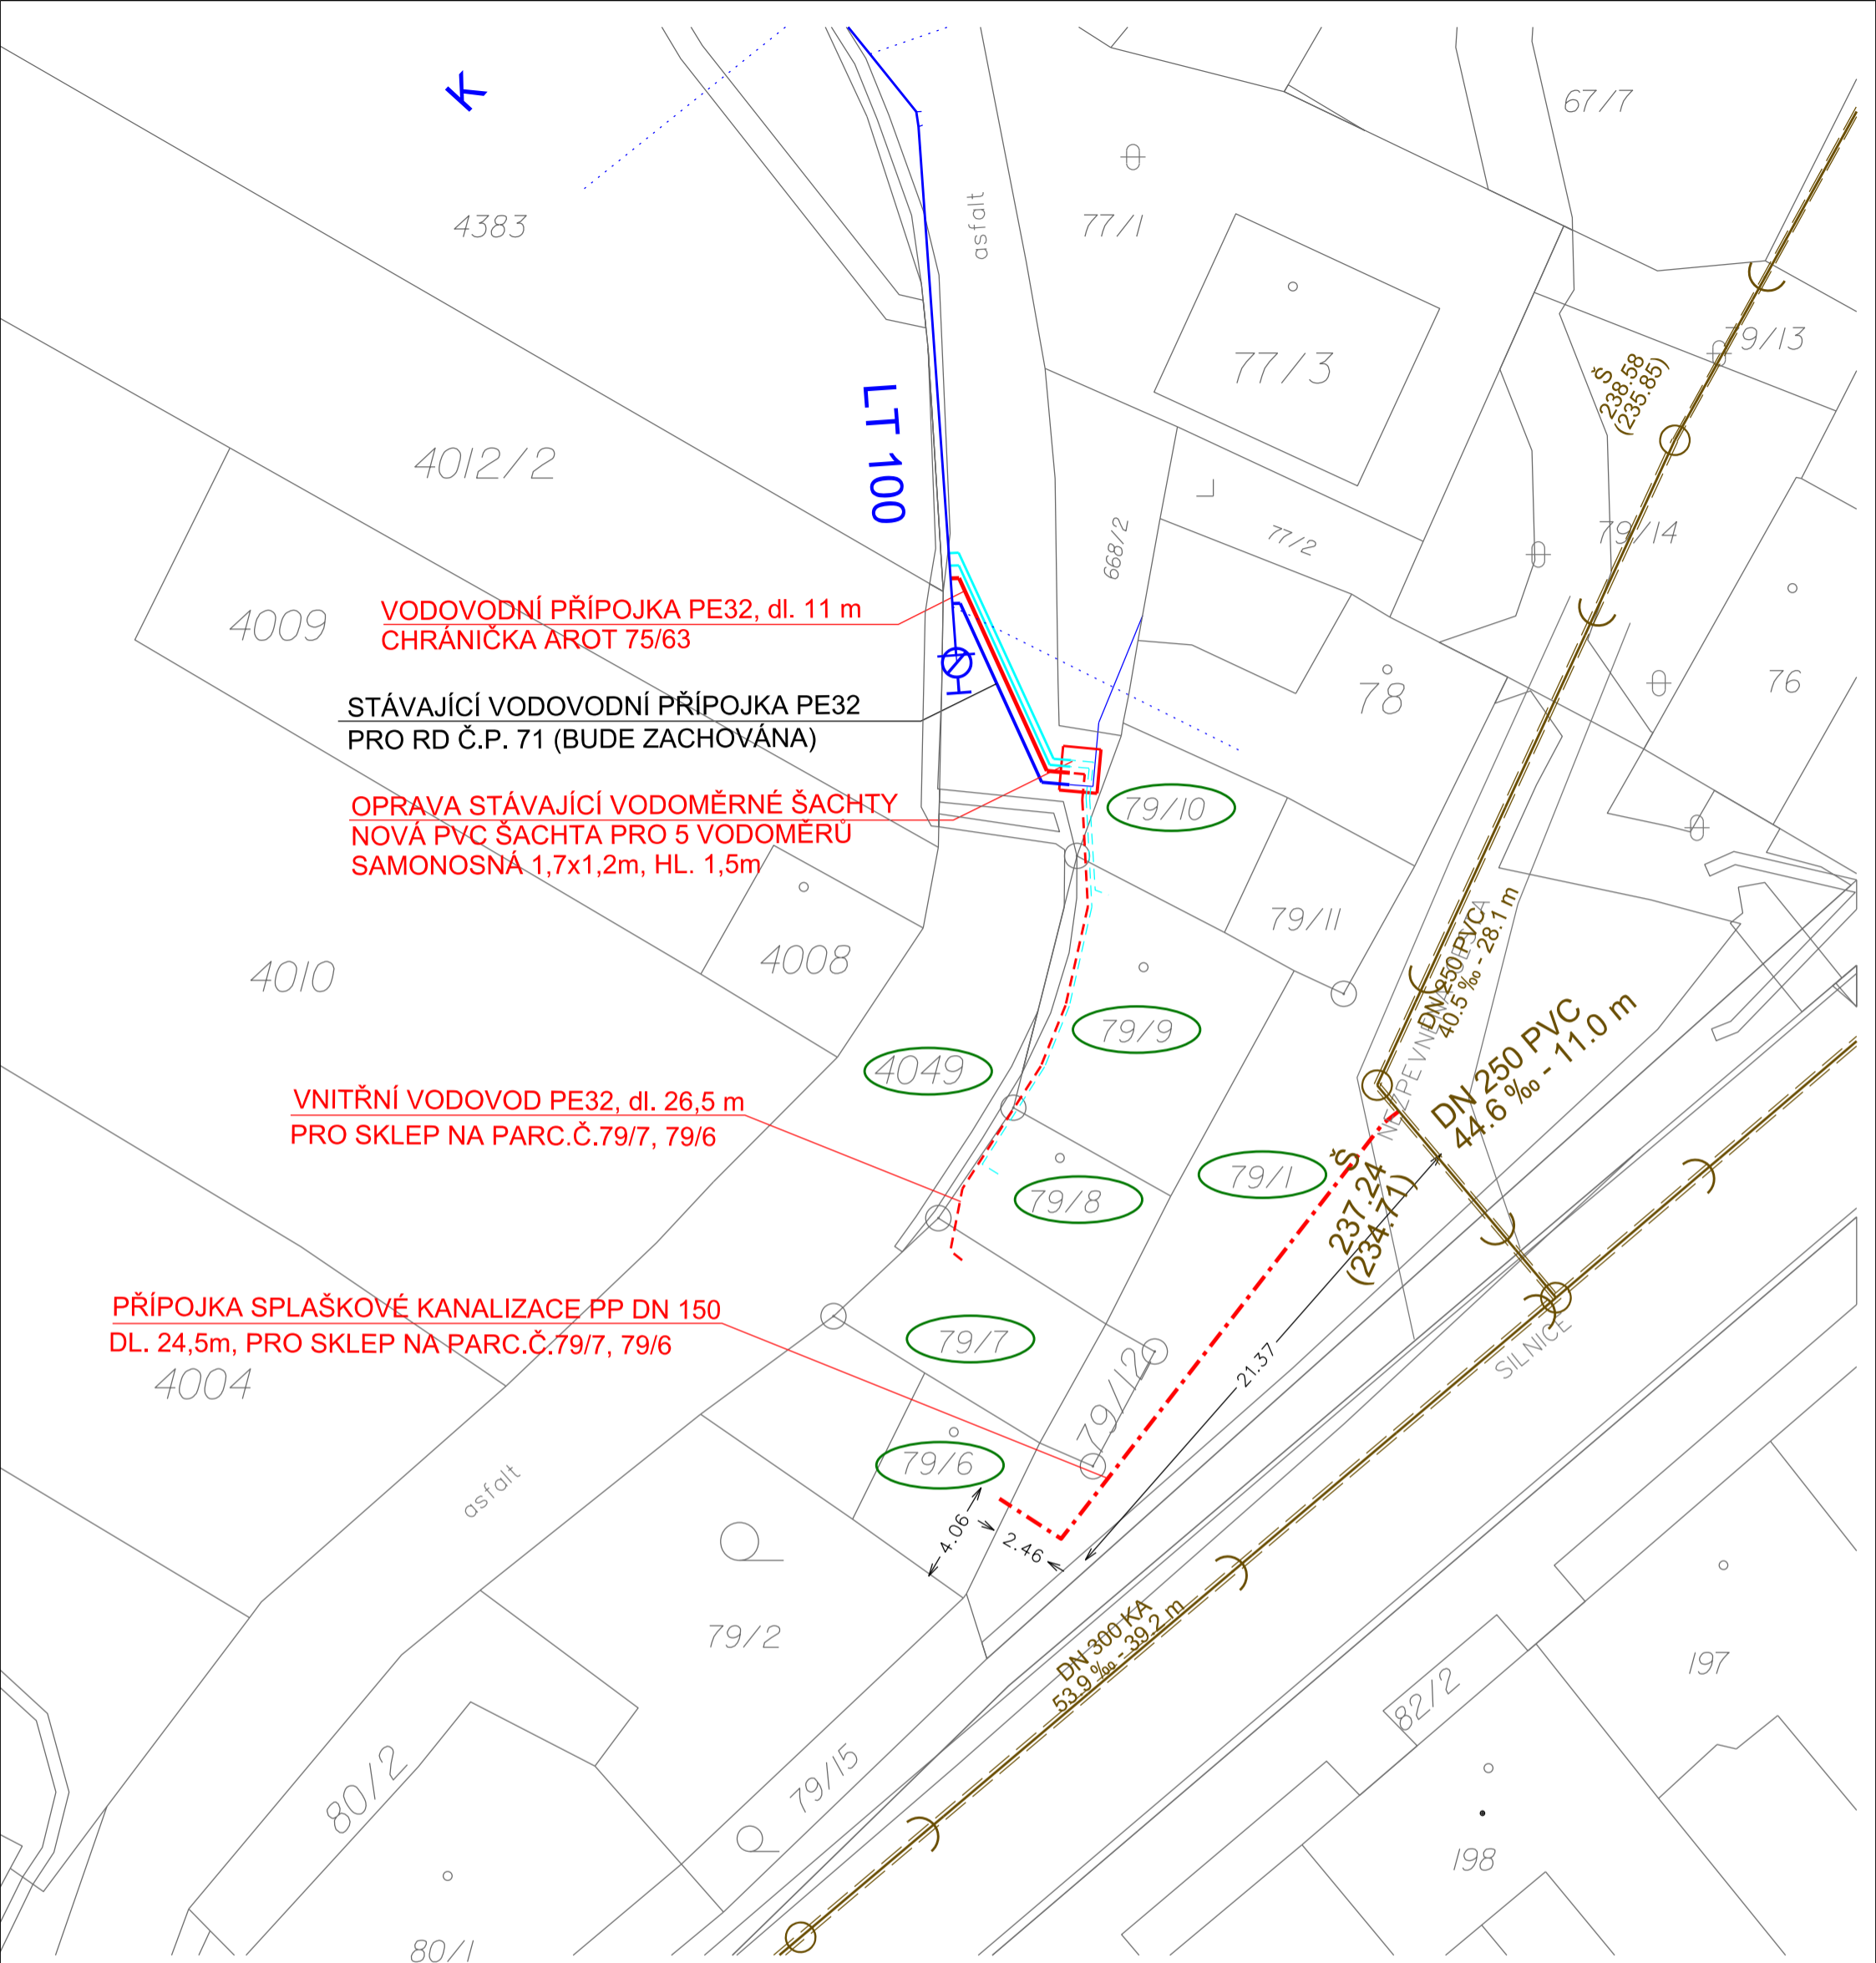 K
67/7
4383
asfalt
77/1
77/3
79/13
Š
238.58
(235.85)
LT 100
4012/2
668/2
77/2
79/14
4009
VODOVODNÍ PŘÍPOJKA PE32, dl. 11 m
CHRÁNIČKA AROT 75/63
H
78
76
STÁVAJÍCÍ VODOVODNÍ PŘÍPOJKA PE32
PRO RD Č.P. 71 (BUDE ZACHOVÁNA)
OPRAVA STÁVAJÍCÍ VODOMĚRNÉ ŠACHTY
NOVÁ PVC ŠACHTA PRO 5 VODOMĚRŮ
SAMONOSNÁ 1,7x1,2m, HL. 1,5m
79/10
79/11
4008
4010
DN 250 PVC
40.5 ‰ - 28.1 m
79/9
4049
DN 250 PVC
44.6 ‰ - 11.0 m
VNITŘNÍ VODOVOD PE32, dl. 26,5 m
PRO SKLEP NA PARC.Č.79/7, 79/6
79/8
79/1
Š
237.24
(234.71)
PŘÍPOJKA SPLAŠKOVÉ KANALIZACE PP DN 150
DL. 24,5m, PRO SKLEP NA PARC.Č.79/7, 79/6
79/7
79/12
21.37
SILNICE
4004
79/6
asfalt
4.06
2.46
79/2
DN 300 KA
53.9 ‰ - 39.2 m
197
82/2
80/2
79/15
198
80/1